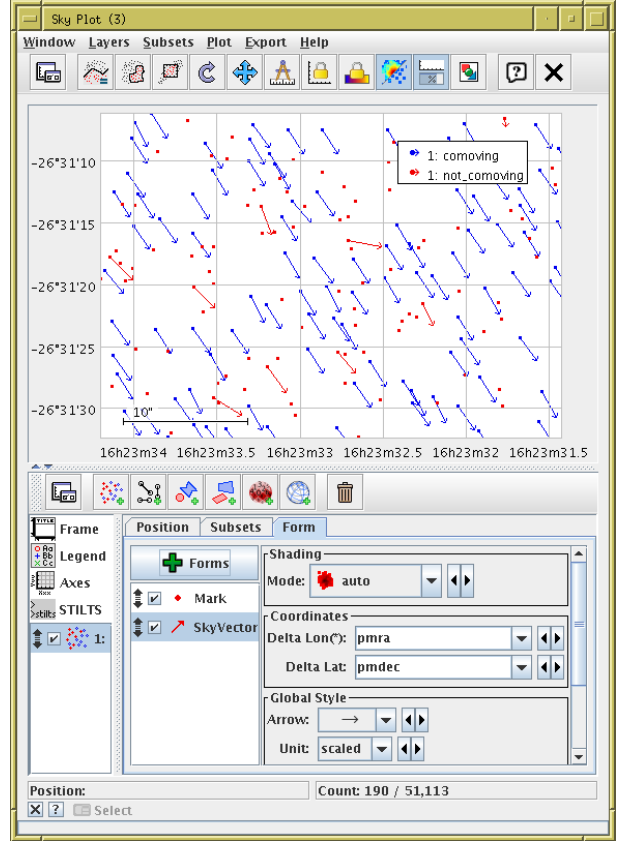 Sky Plot (3)
Window Layers Subsets Plot Export Help
-26°31'10
1: comoving
1: not_comoving
-26°31'15
-26°31'20
-26°31'25
-26°31'30
10"
16h23m34 16h23m33.5 16h23m33 16h23m32.5 16h23m32 16h23m31.5
Frame
Legend
Axes
STILTS
1:
Position Subsets Form
Forms
Mark
SkyVector
Shading
Mode: auto
Coordinates
Delta Lon(*): pmra
Delta Lat: pmdec
Global Style
Arrow:
Unit: scaled
Position:
Count: 190 / 51,113
Select